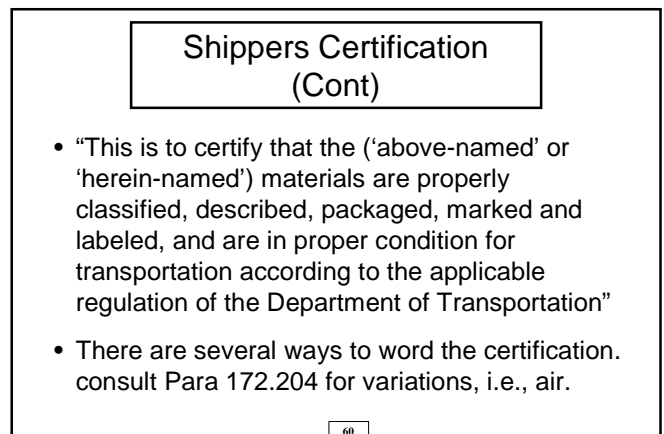 Shippers Certification
(Cont)
• “This is to certify that the (‘above-named’ or
‘herein-named’) materials are properly
classified, described, packaged, marked and
labeled, and are in proper condition for
transportation according to the applicable
regulation of the Department of Transportation”
• There are several ways to word the certification.
consult Para 172.204 for variations, i.e., air.
60